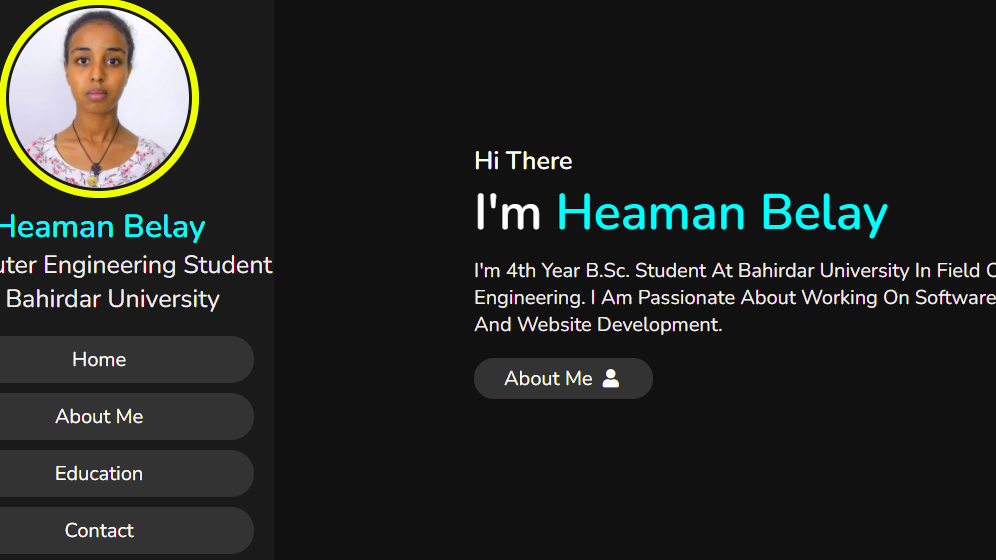 Heaman Belay
uter Engineering Student
Bahirdar University
Home
About Me
Education
Contact
Hi There
I'm Heaman Belay
I'm 4th Year B.Sc. Student At Bahirdar University In Field
Engineering. I Am Passionate About Working On Software
And Website Development.
About Me